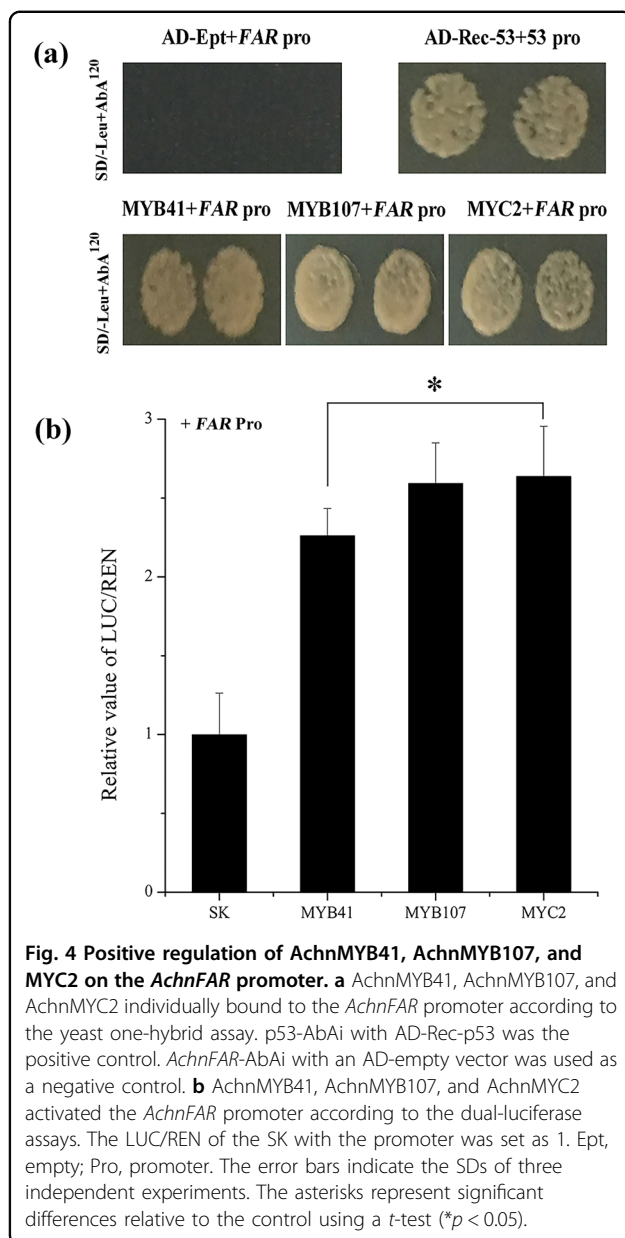 (a)
AD-Ept+FAR pro
AD-Rec-53+53 pro
SD/-Leu+AbA120
MYB41+FAR pro
MYB107+FAR pro
MYC2+FAR pro
SD/-Leu+AbA120
(b)
+ FAR Pro
*
3
2
1
0
Relative value of LUC/REN
SK
MYB41
MYB107
MYC2
Fig. 4 Positive regulation of AchnMYB41, AchnMYB107, and
MYC2 on the AchnFAR promoter. a AchnMYB41, AchnMYB107, and
AchnMYC2 individually bound to the AchnFAR promoter according to
the yeast one-hybrid assay. p53-AbAi with AD-Rec-p53 was the
positive control. AchnFAR-AbAi with an AD-empty vector was used as
a negative control. b AchnMYB41, AchnMYB107, and AchnMYC2
activated the AchnFAR promoter according to the dual-luciferase
assays. The LUC/REN of the SK with the promoter was set as 1. Ept,
empty; Pro, promoter. The error bars indicate the SDs of three
independent experiments. The asterisks represent significant
differences relative to the control using a t-test (*p < 0.05).